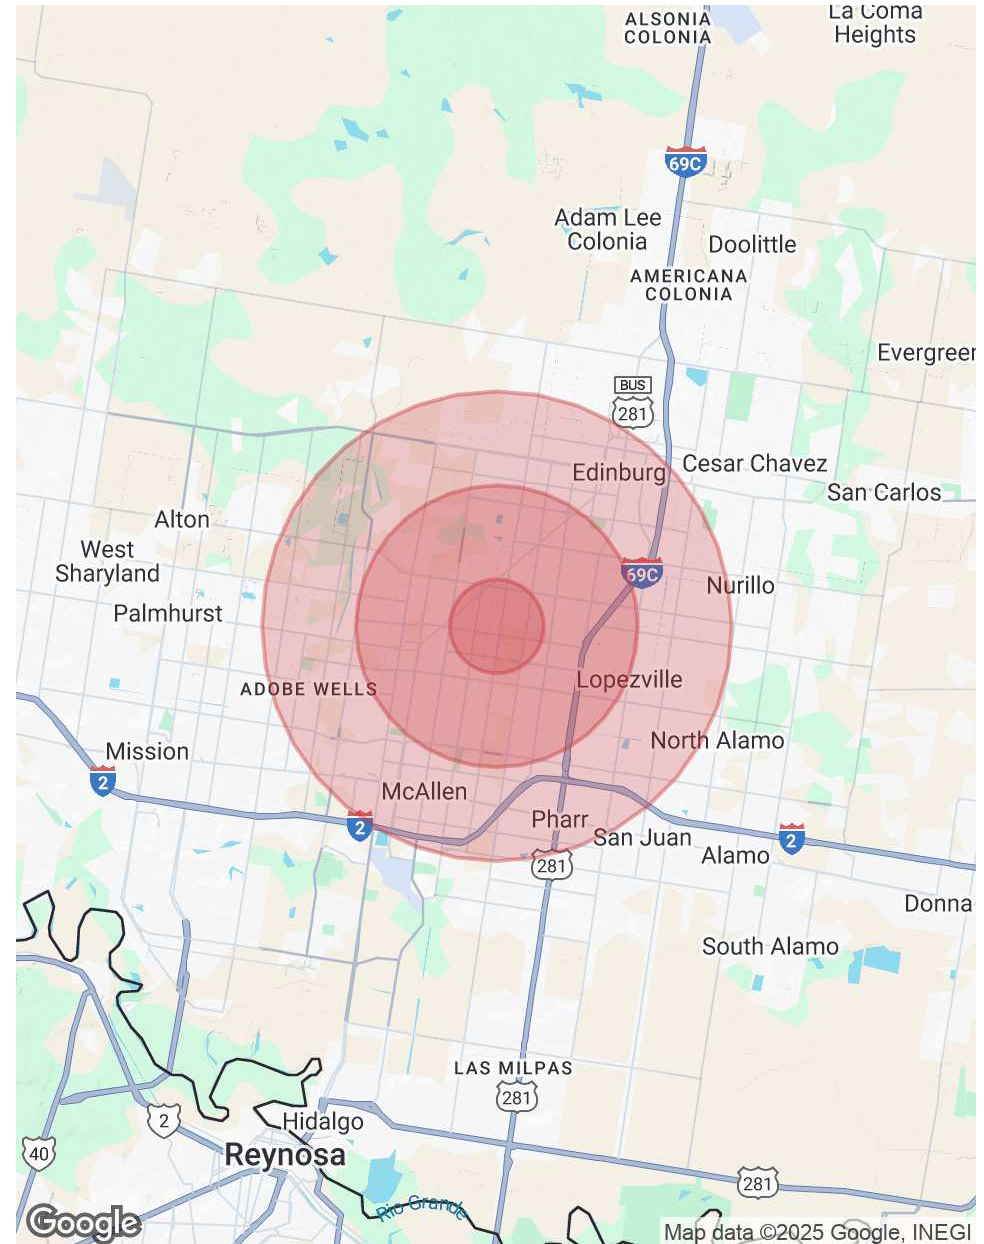 ALSONIA
COLONIA
La Coma
Heights
69C
Adam Lee
Colonia
Doolittle
AMERICANA
COLONIA
Evergreen
BUS
281
Edinburg
Cesar Chavez
San Carlos
Alton
West
Sharyland
69C
Nurillo
Palmhurst
Lopezville
ADOBE WELLS
North Alamo
Mission
2
McAllen
2
Pharr
San Juan
2
Alamo
281
Donna
South Alamo
LAS MILPAS
281
2
Hidalgo
40
Reynosa
281
Rio Grande
Google
Map data ©2025 Google, INEGI